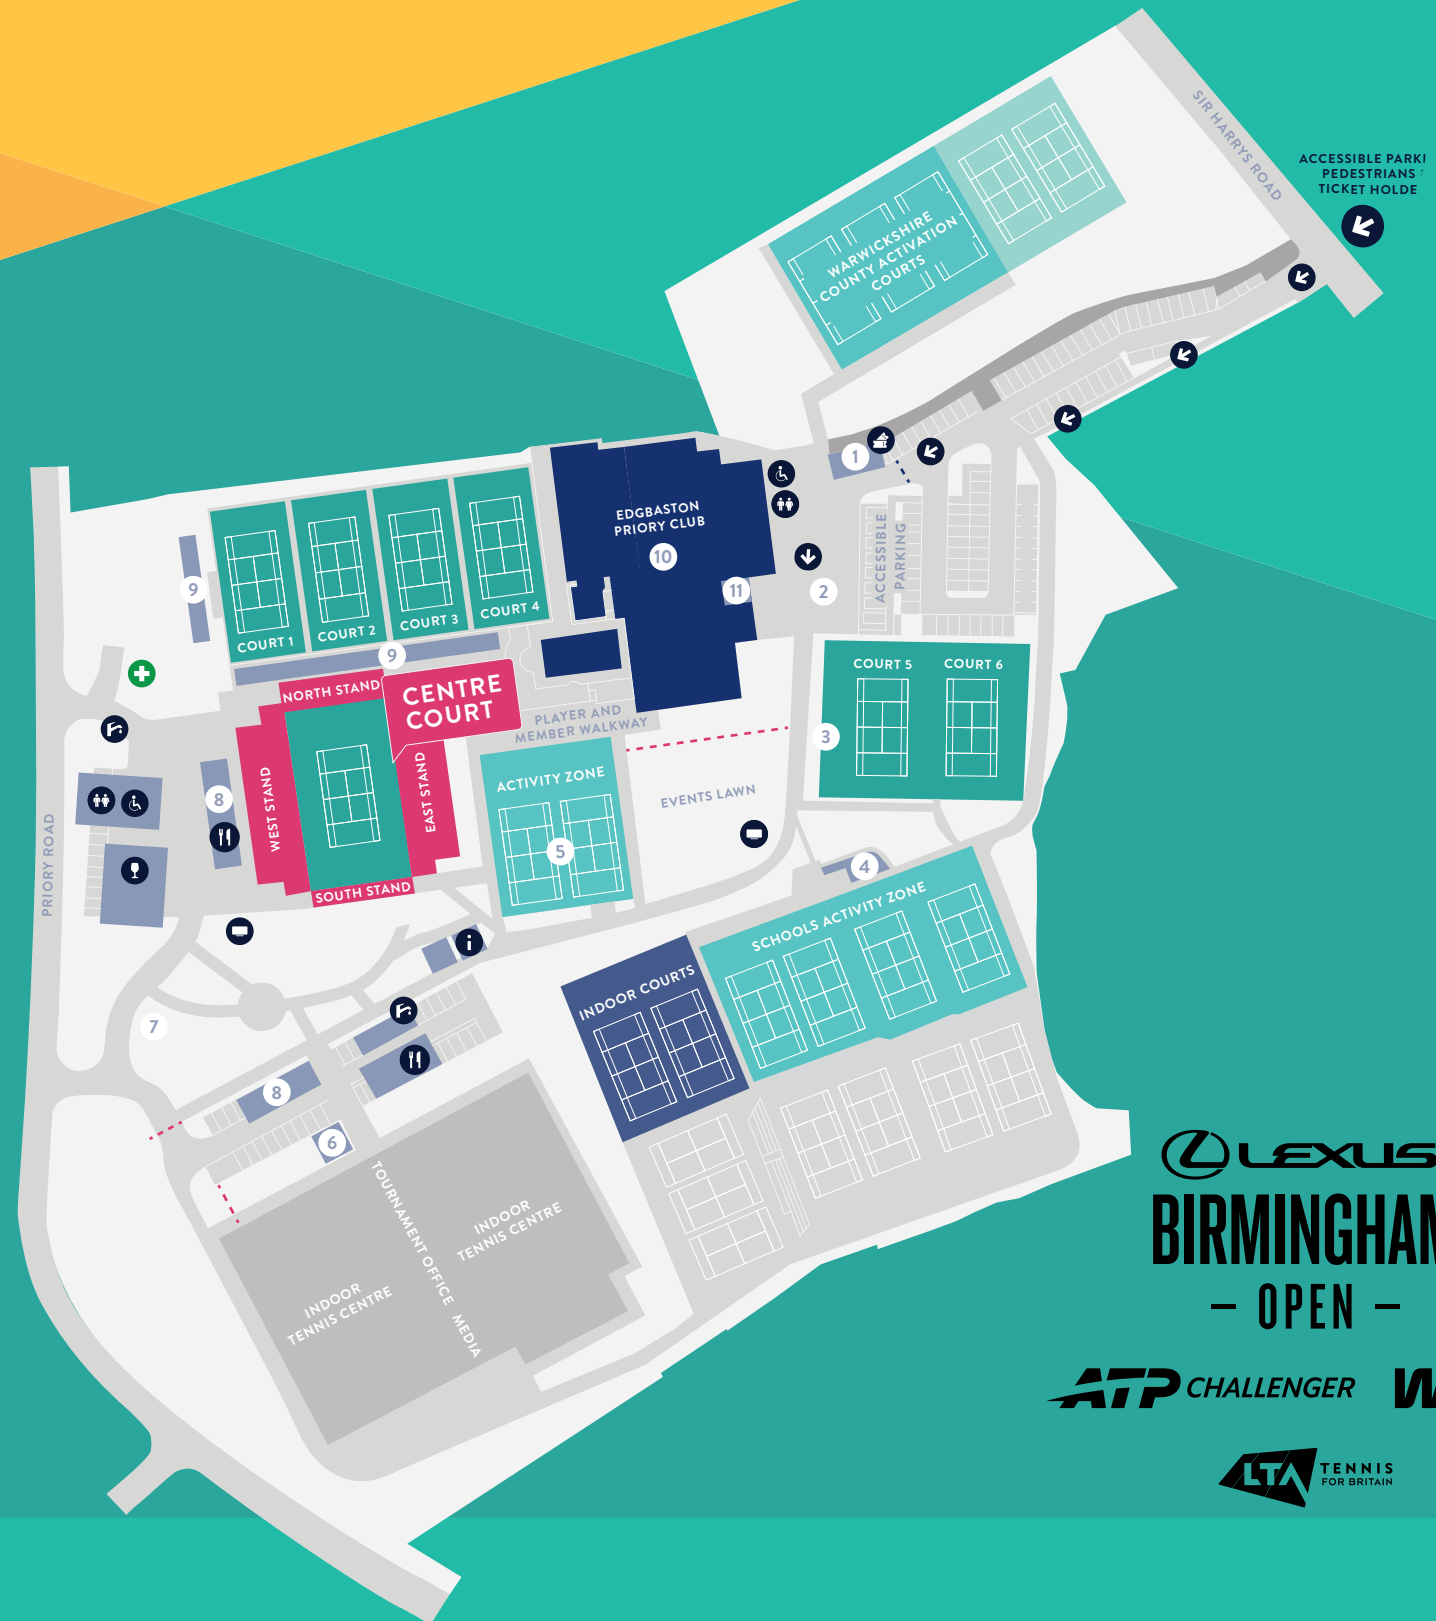 SIR HARRYS ROAD
ACCESSIBLE PARKI
PEDESTRIANS
TICKET HOLDE
WARWICKSHIRE
COUNTY ACTIVATION
COURTS
1
EDGBASTON
PRIORY CLUB
10
11
2
ACCESSIBLE
PARKING
9
COURT 1
COURT 2
COURT 3
COURT 4
9
NORTH STAND
CENTRE
COURT
PLAYER AND
MEMBER WALKWAY
COURT 5
COURT 6
3
WEST STAND
EAST STAND
SOUTH STAND
ACTIVITY ZONE
5
EVENTS LAWN
8
PRIORY ROAD
4
SCHOOLS ACTIVITY ZONE
i
INDOOR COURTS
7
8
6
TOURNAMENT OFFICE
MEDIA
INDOOR
TENNIS CENTRE
INDOOR
TENNIS CENTRE
LEXUS
BIRMINGHAM
– OPEN –
ATP CHALLENGER
W
LTA TENNIS
FOR BRITAIN